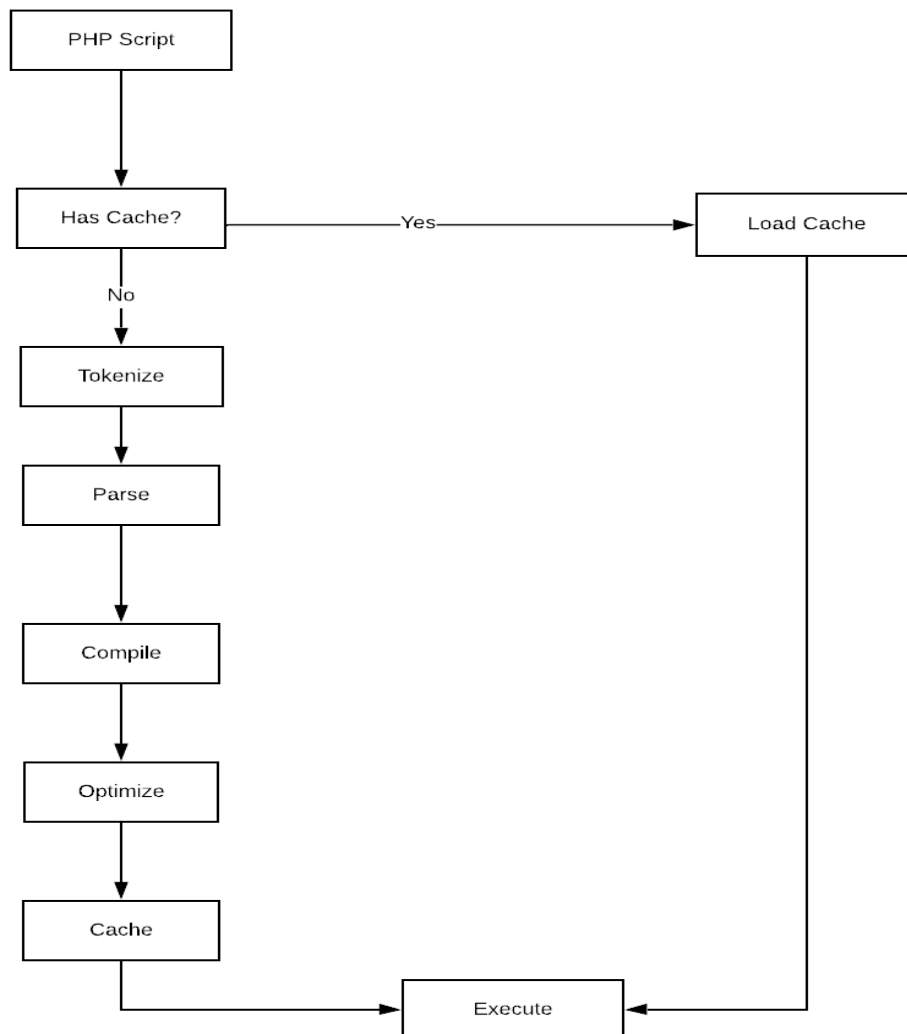 PHP Script
Has Cache?
Yes
Load Cache
No
Tokenize
Parse
Compile
Optimize
Cache
Execute